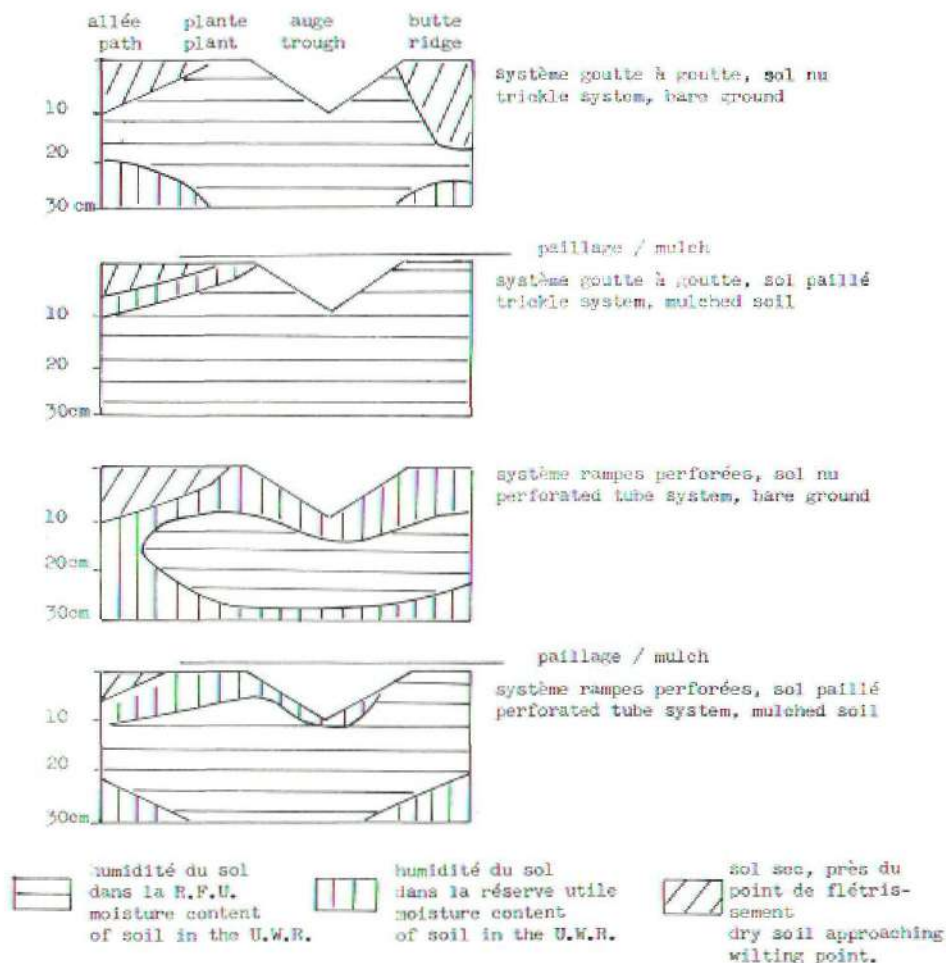 allée plante auge butte
path plant trough ridge
système goutte à goutte, sol nu
trickle system, bare ground
10
20
30 cm
paillage / mulch
système goutte à goutte, sol paillé
trickle system, mulched soil
10
20
30cm
système rampes perforées, sol nu
perforated tube system, bare ground
10
20cm
30cm
paillage / mulch
système rampes perforées, sol paillé
perforated tube system, mulched soil
10
20
30cm
humidité du sol
dans la R.F.U.
moisture content
of soil in the U.W.R.
humidité du sol
dans la réserve utile
moisture content
of soil in the U.W.R.
sol sec, près du
point de flétris-
sement
dry soil approaching
wilting point.